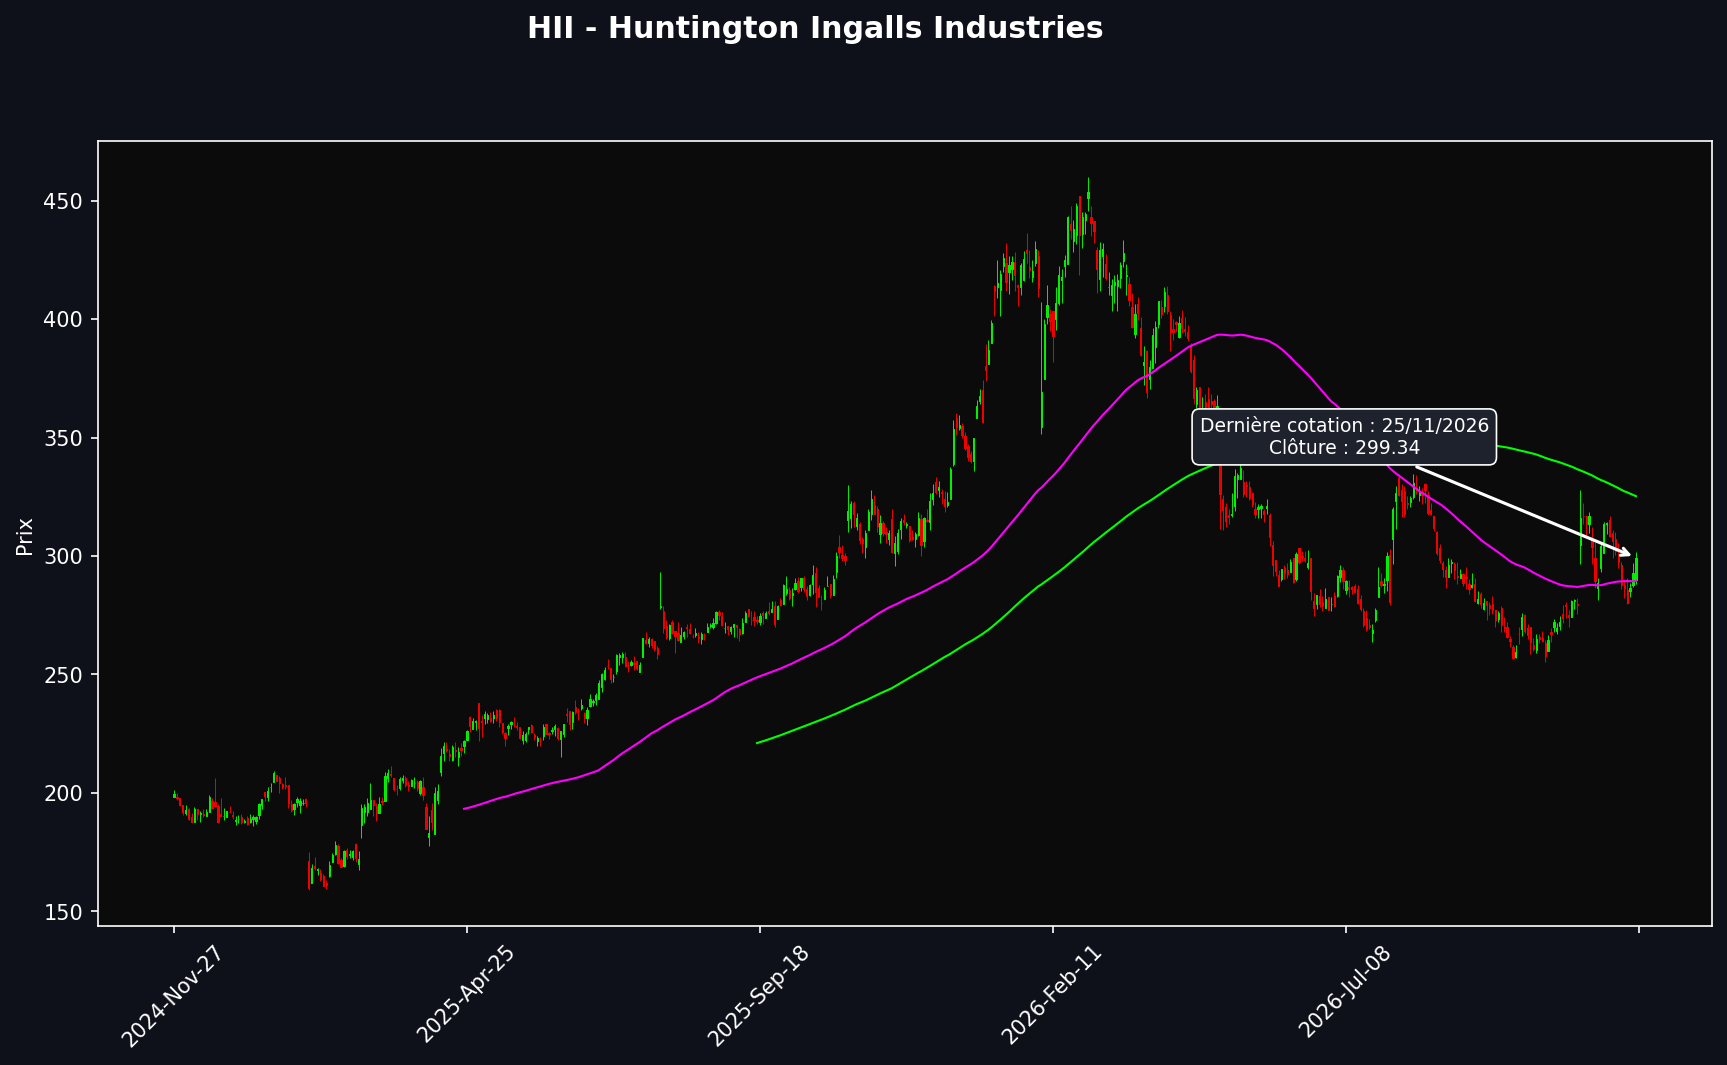 HII - Huntington Ingalls Industries
Prix
450
400
350
300
250
200
150
Dernière cotation : 25/11/2026
Clôture : 299.34
2024-Nov-27
2025-Apr-25
2025-Sep-18
2026-Feb-11
2026-Jul-08